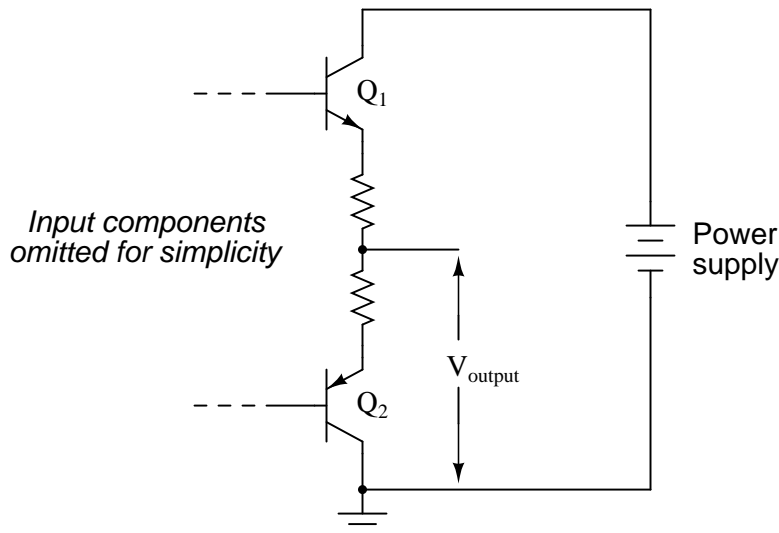 Q1
Input components
omitted for simplicity
Power
supply
Voutput
Q2